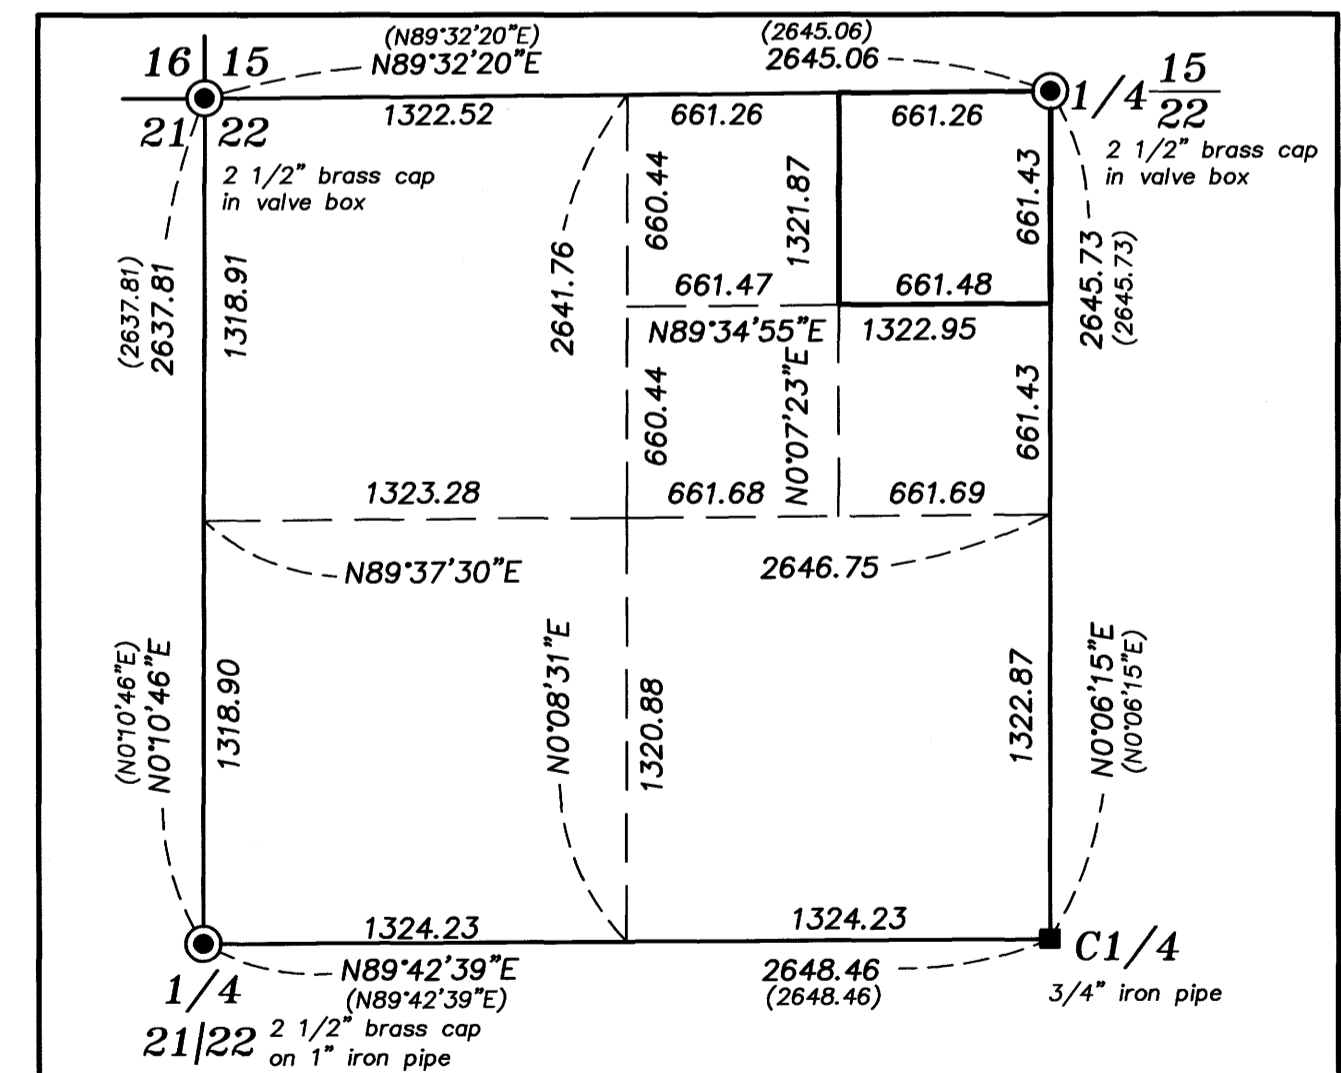 (N89°32'20"E)
N89°32'20"E
(2645.06)
2645.06
16 15
21 22
2 1/2" brass cap
in valve box
1322.52
661.26
661.26
1/4 15/22
2 1/2" brass cap
in valve box
(2637.81)
2637.81
1318.91
2641.76
660.44
1321.87
661.43
2645.73
(2645.73)
661.47
661.48
N89°34'55"E
1322.95
660.44
N0°07'23"E
661.43
1323.28
661.68
661.69
N89°37'30"E
2646.75
(N0°10'46"E)
N0°10'46"E
1318.90
N0°08'31"E
1320.88
1322.87
N0°06'15"E
(N0°06'15"E)
1324.23
1324.23
N89°42'39"E
(N89°42'39"E)
2648.46
(2648.46)
C1/4
3/4" iron pipe
1/4
21|22
2 1/2" brass cap
on 1" iron pipe